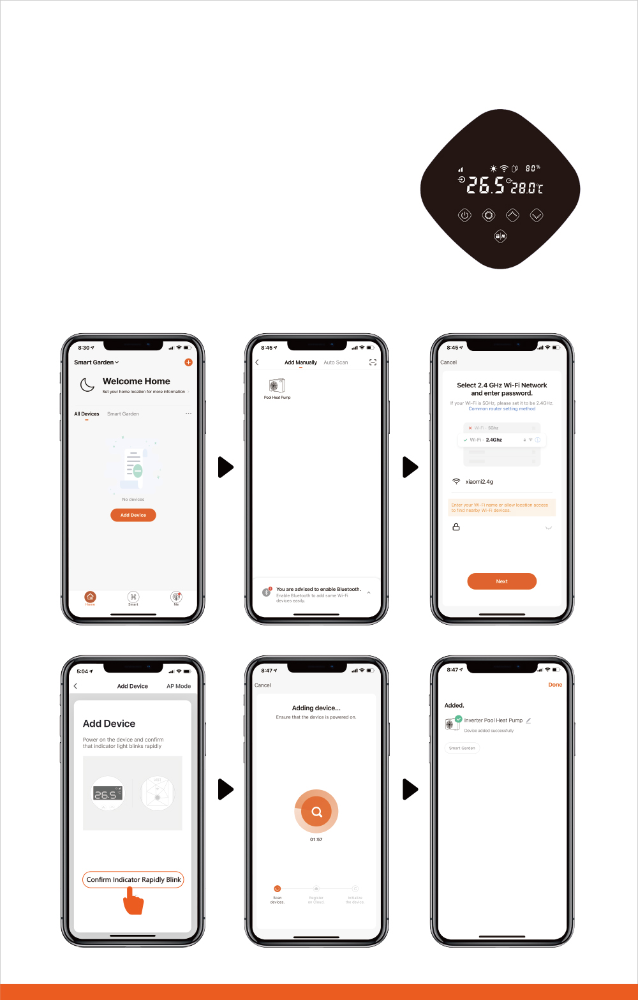 80%
26.5 28.0℃
M
8:30
Smart Garden
Welcome Home
Set your home location for more information
All Devices Smart Garden
No devices
Add Device
Home Smart Me
8:45
Add Manually Auto Scan
Pool Heat Pump
You are advised to enable Bluetooth.
Enable Bluetooth to add some Wi-Fi
devices easily.
8:45
Cancel
Select 2.4 GHz Wi-Fi Network
and enter password.
If your Wi-Fi is 5GHz, please set it to be 2.4GHz.
Common router setting method
Wi-Fi - 5Ghz
Wi-Fi - 2.4Ghz
xiaomi2.4g
Enter your Wi-Fi name or allow location access
to find nearby Wi-Fi devices.
Next
5:04
Add Device AP Mode
Add Device
Power on the device and confirm
that indicator light blinks rapidly
WiFi
26.5
Confirm Indicator Rapidly Blink
8:47
Cancel
Adding device...
Ensure that the device is powered on.
01:57
Scan
devices.
Register
on Cloud.
Initialize
the device.
8:47
Done
Added.
Inverter Pool Heat Pump
Device added successfully
Smart Garden